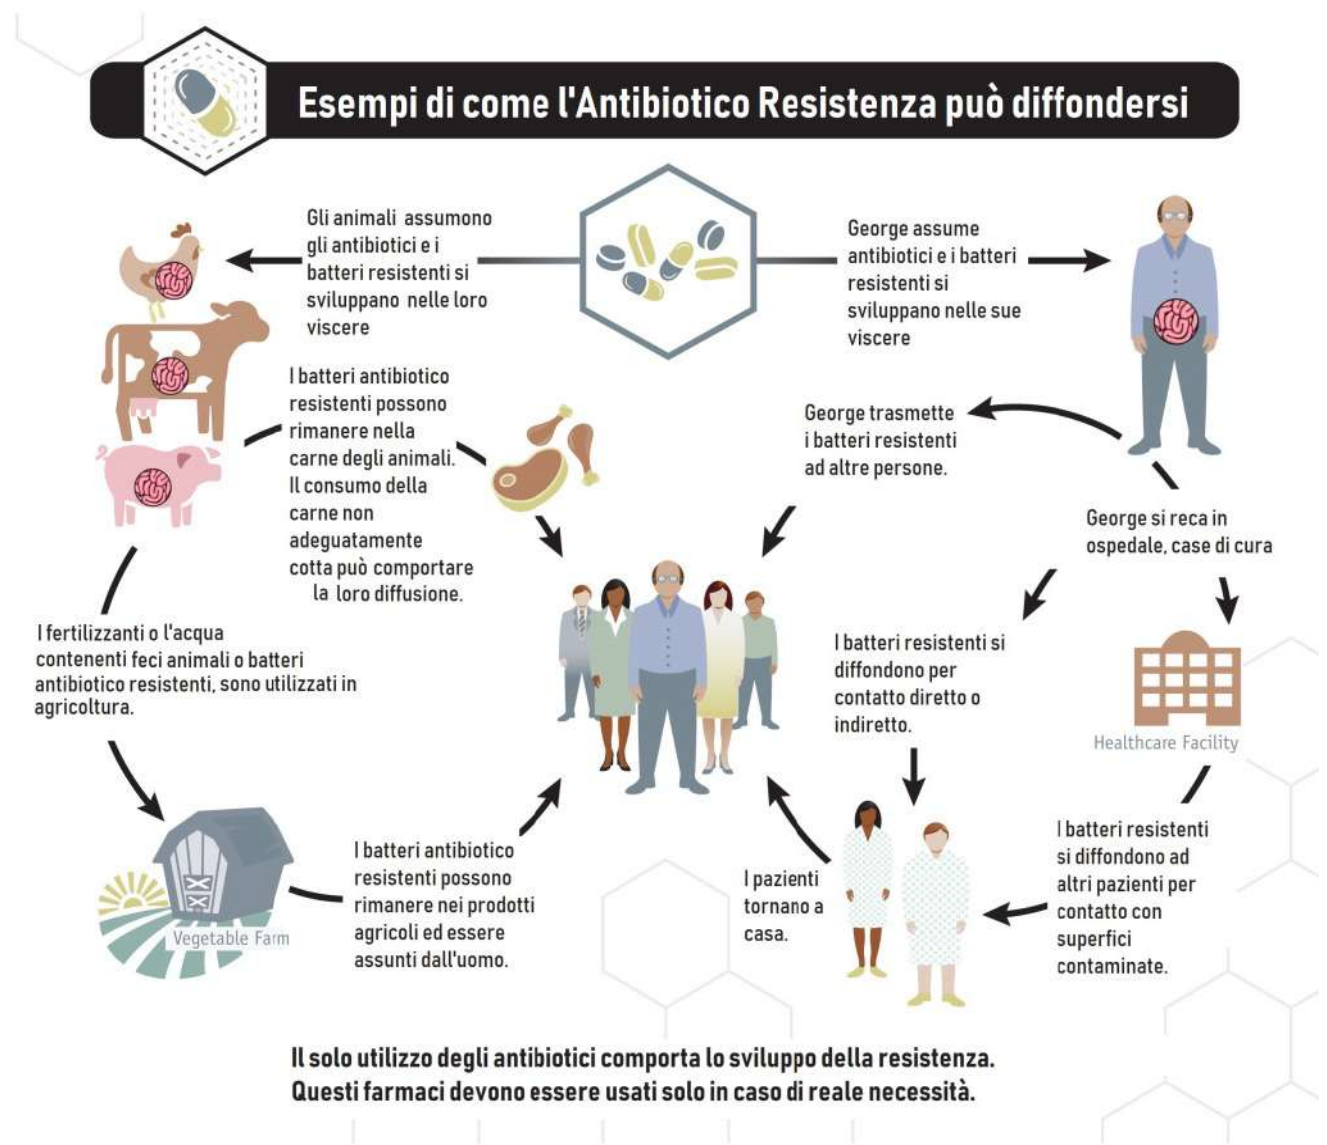 Esempi di come l'Antibiotico Resistenza può diffondersi
Gli animali assumono
gli antibiotici e i
batteri resistenti si
sviluppano nelle loro
viscere
George assume
antibiotici e i batteri
resistenti si
sviluppano nelle sue
viscere
I batteri antibiotico
resistenti possono
rimanere nella
carne degli animali.
Il consumo della
carne non
adeguatamente
cotta può comportare
la loro diffusione.
George trasmette
i batteri resistenti
ad altre persone.
George si reca in
ospedale, case di cura
I fertilizzanti o l'acqua
contenenti feci animali o batteri
antibiotico resistenti, sono utilizzati in
agricoltura.
I batteri resistenti si
diffondono per
contatto diretto o
indiretto.
Healthcare Facility
Vegetable Farm
I batteri antibiotico
resistenti possono
rimanere nei prodotti
agricoli ed essere
assunti dall'uomo.
I pazienti
tornano a
casa.
I batteri resistenti
si diffondono ad
altri pazienti per
contatto con
superfici
contaminate.
Il solo utilizzo degli antibiotici comporta lo sviluppo della resistenza.
Questi farmaci devono essere usati solo in caso di reale necessità.